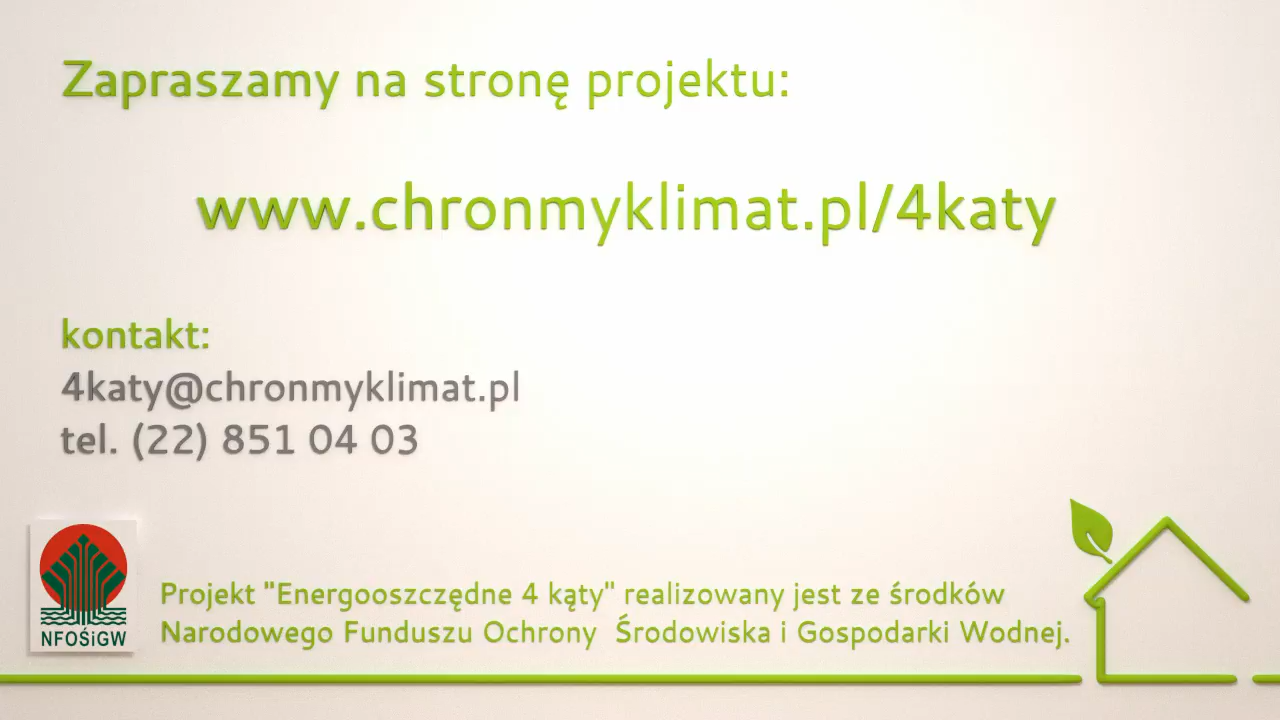 Zapraszamy na stronę projektu:
www.chronmyklimat.pl/4katy
kontakt:
4katy@chronmyklimat.pl
tel. (22) 851 04 03
NFOŚiGW
Projekt "Energooszczędne 4 kąty" realizowany jest ze środków
Narodowego Funduszu Ochrony Środowiska i Gospodarki Wodnej.